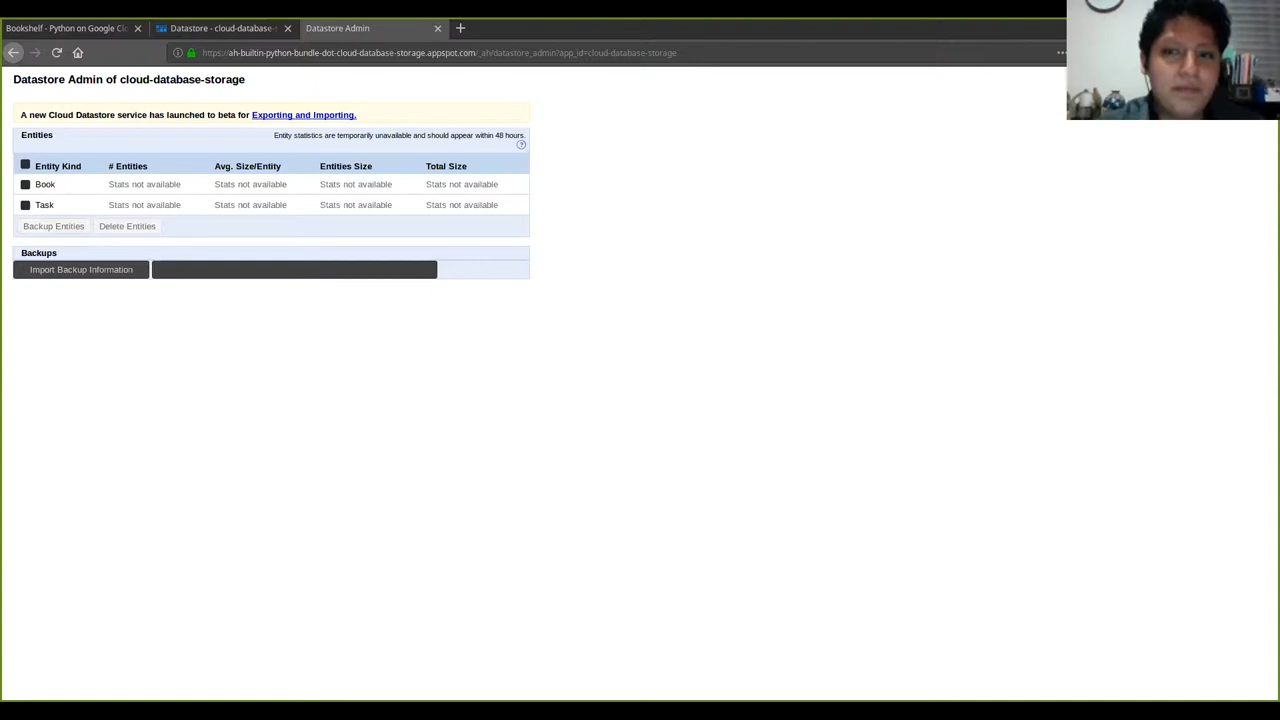 Bookshelf - Python on Google Clo
Datastore - cloud-database-s
Datastore Admin
https://ah-builtin-python-bundle-dot-cloud-database-storage.appspot.com/_ah/datastore_admin?app_id=cloud-database-storage
Datastore Admin of cloud-database-storage
A new Cloud Datastore service has launched to beta for Exporting and Importing.
Entities
Entity statistics are temporarily unavailable and should appear within 48 hours.
?
Entity Kind # Entities Avg. Size/Entity Entities Size Total Size
Book Stats not available Stats not available Stats not available Stats not available
Task Stats not available Stats not available Stats not available Stats not available
Backup Entities Delete Entities
Backups
Import Backup Information